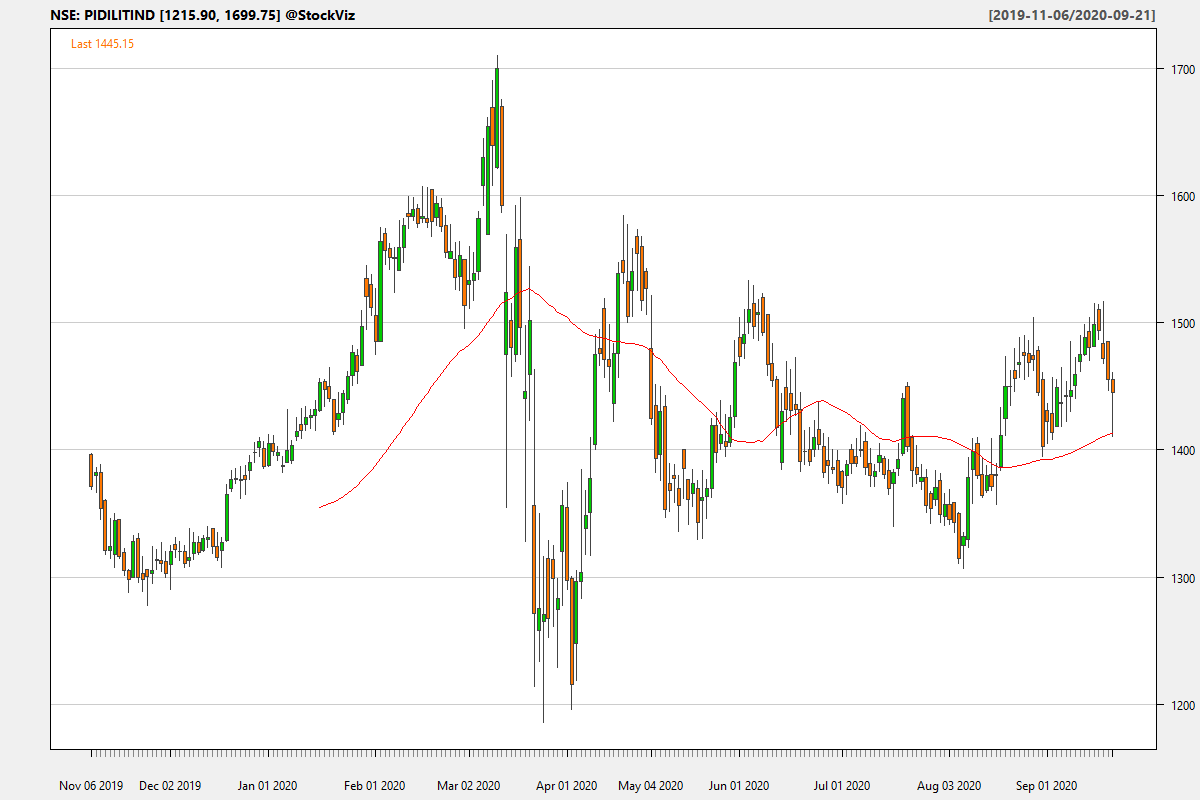 NSE: PIDILITIND [1215.90, 1699.75] @StockViz [2019-11-06/2020-09-21]
Last 1445.15
1700
1600
1500
1400
1300
1200
Nov 06 2019 Dec 02 2019 Jan 01 2020 Feb 01 2020 Mar 02 2020 Apr 01 2020 May 04 2020 Jun 01 2020 Jul 01 2020 Aug 03 2020 Sep 01 2020